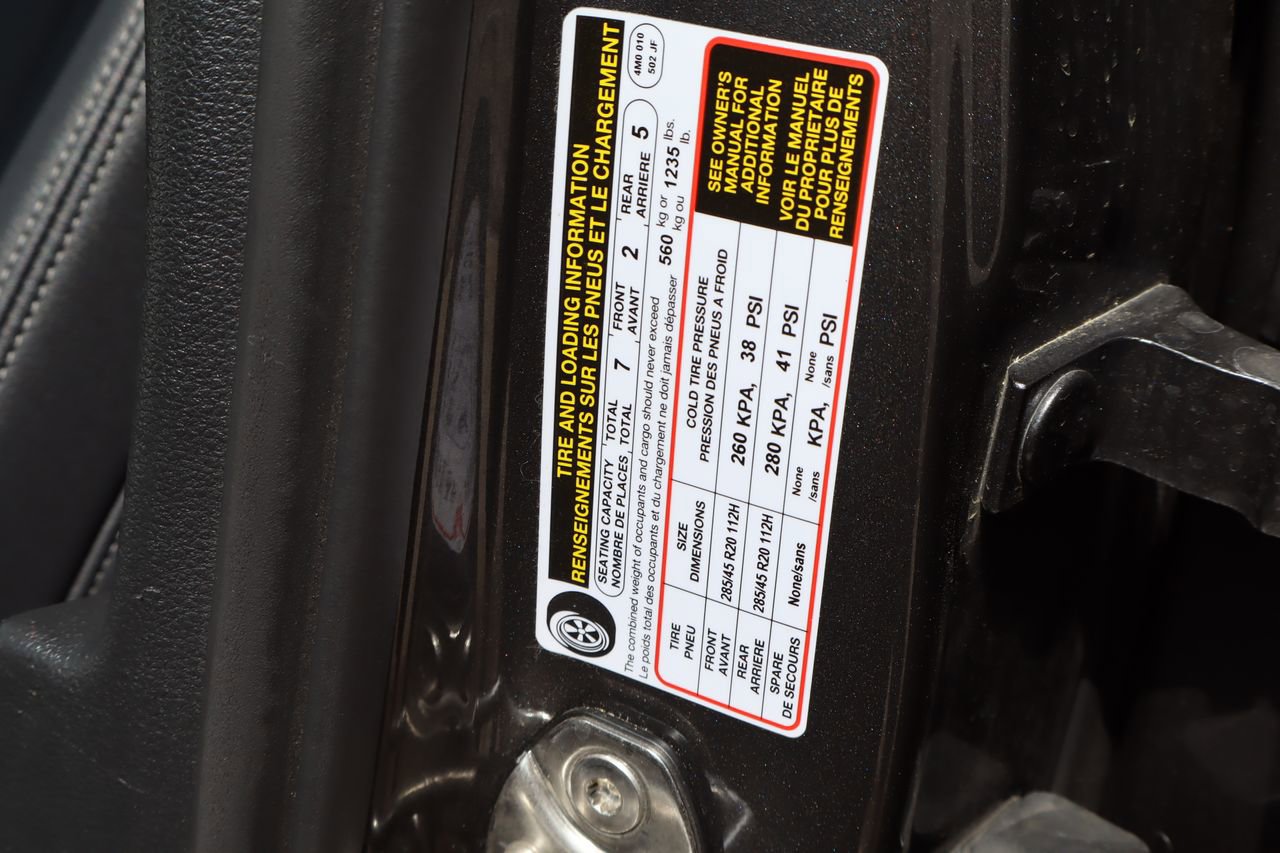 TIRE AND LOADING INFORMATION
RENSEIGNEMENTS SUR LES PNEUS ET LE CHARGEMENT
4M0 010
502 JF
SEATING CAPACITY TOTAL 7 FRONT 2 REAR 5
NOMBRE DE PLACES, TOTAL AVANT ARRIERE
The combined weight of occupants and cargo should never exceed 560 kg or 1235 lbs.
Le poids total des occupants et du chargement ne doit jamais dépasser kg ou lb.
TIRE SIZE COLD TIRE PRESSURE
PNEU DIMENSIONS PRESSION DES PNEUS A FROID
FRONT 285/45 R20 112H 260 KPA, 38 PSI
AVANT
REAR 285/45 R20 112H 280 KPA, 41 PSI
ARRIERE
SPARE None/sans None KPA, None PSI
DE SECOURS /sans /sans
SEE OWNER'S
MANUAL FOR
ADDITIONAL
INFORMATION
VOIR LE MANUEL
DU PROPRIETAIRE
POUR PLUS DE
RENSEIGNEMENTS